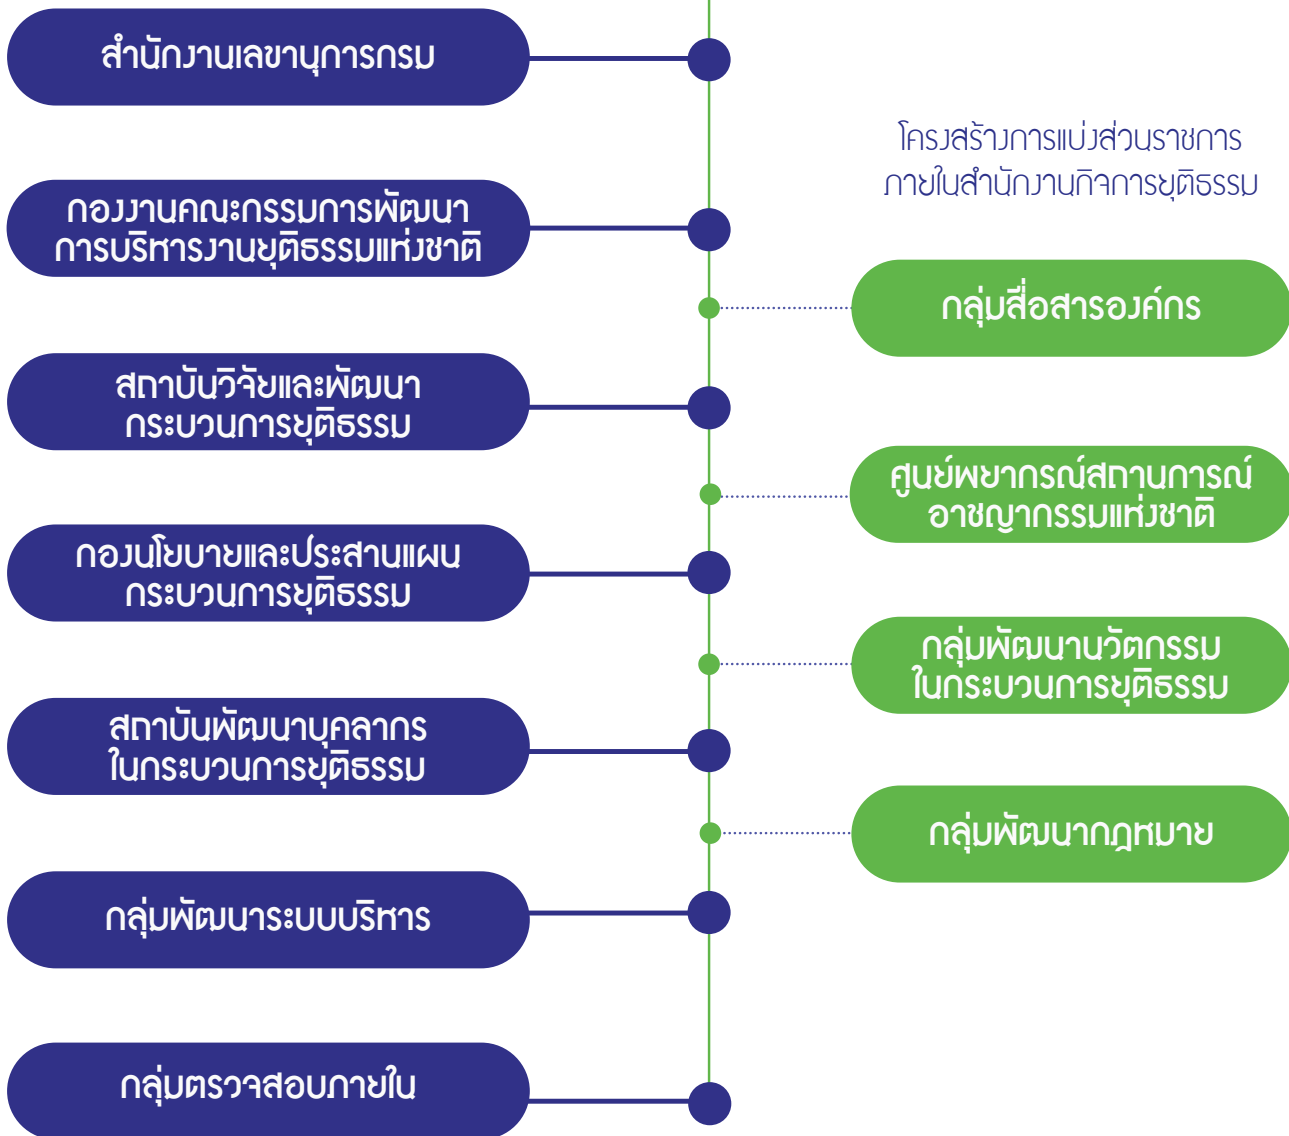 สำนักงานเลขานุการกรม
โครงสร้างการแบ่งส่วนราชการ
ภายในสำนักงานกิจการยุติธรรม
กองงานคณะกรรมการพัฒนา
การบริหารงานยุติธรรมแห่งชาติ
กลุ่มสื่อสารองค์กร
สถาบันวิจัยและพัฒนา
กระบวนการยุติธรรม
ศูนย์พยากรณ์สถานการณ์
อาชญากรรมแห่งชาติ
กองนโยบายและประสานแผน
กระบวนการยุติธรรม
กลุ่มพัฒนานวัตกรรม
ในกระบวนการยุติธรรม
สถาบันพัฒนาบุคลากร
ในกระบวนการยุติธรรม
กลุ่มพัฒนากฎหมาย
กลุ่มพัฒนาระบบบริหาร
กลุ่มตรวจสอบภายใน